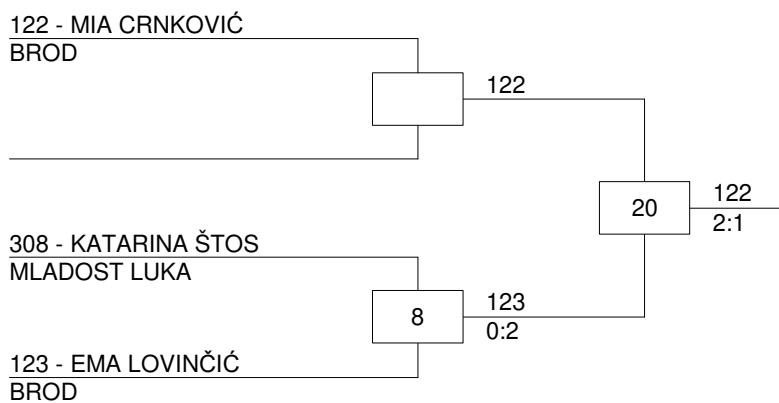 122 - MIA CRNKOVIĆ
BROD
122
20
122
2:1
308 - KATARINA ŠTOS
MLADOST LUKA
8
123
0:2
123 - EMA LOVINČIĆ
BROD